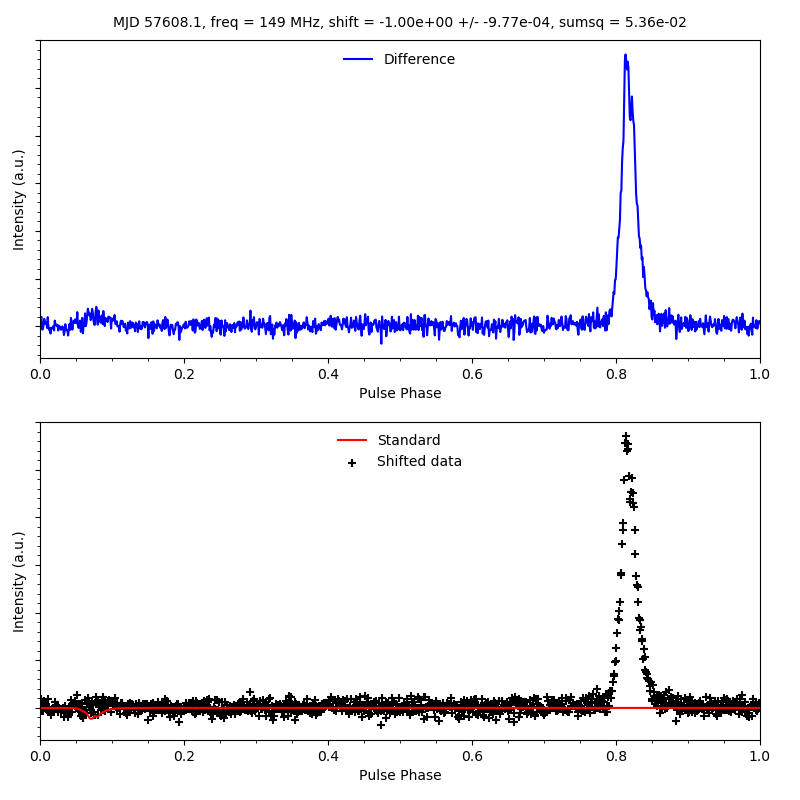 MJD 57608.1, freq = 149 MHz, shift = -1.00e+00 +/- -9.77e-04, sumsq = 5.36e-02
Difference
Intensity (a.u.)
0.0 0.2 0.4 0.6 0.8 1.0
Pulse Phase
Standard
Shifted data
Intensity (a.u.)
0.0 0.2 0.4 0.6 0.8 1.0
Pulse Phase